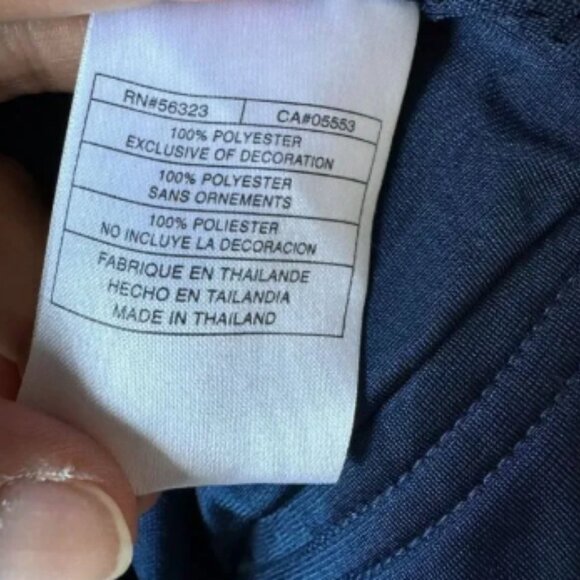 RN#56323 CA#05553
100% POLYESTER
EXCLUSIVE OF DECORATION
100% POLYESTER
SANS ORNEMENTS
100% POLIESTER
NO INCLUYE LA DECORACION
FABRIQUE EN THAILANDE
HECHO EN TAILANDIA
MADE IN THAILAND